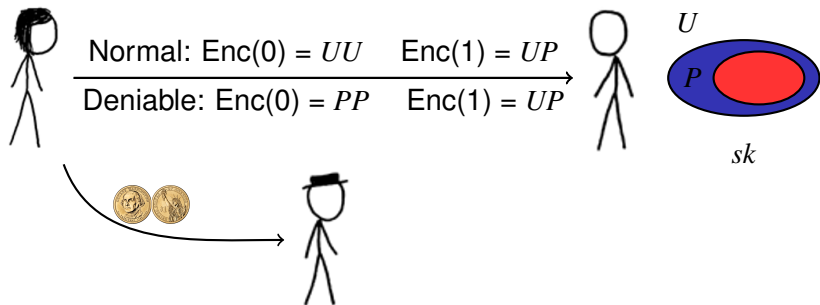 U
Normal: Enc(0) = UU Enc(1) = UP
P
Deniable: Enc(0) = PP Enc(1) = UP
sk